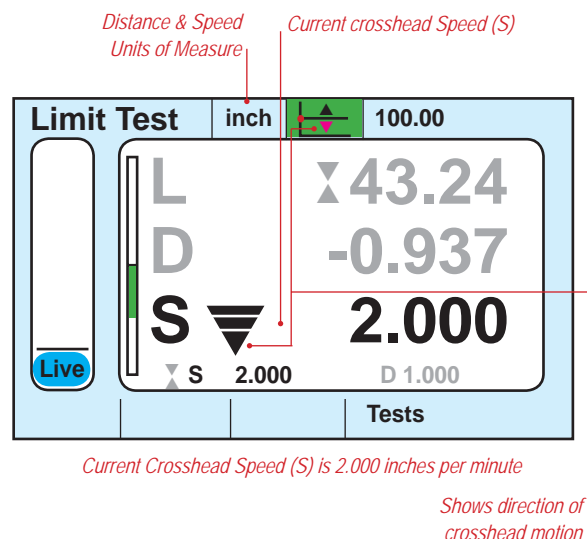 Distance & Speed
Units of Measure
Current crosshead Speed (S)
Limit Test
inch
100.00
L 43.24
D -0.937
S 2.000
Live
S 2.000
D 1.000
Tests
Current Crosshead Speed (S) is 2.000 inches per minute
Shows direction of
crosshead motion